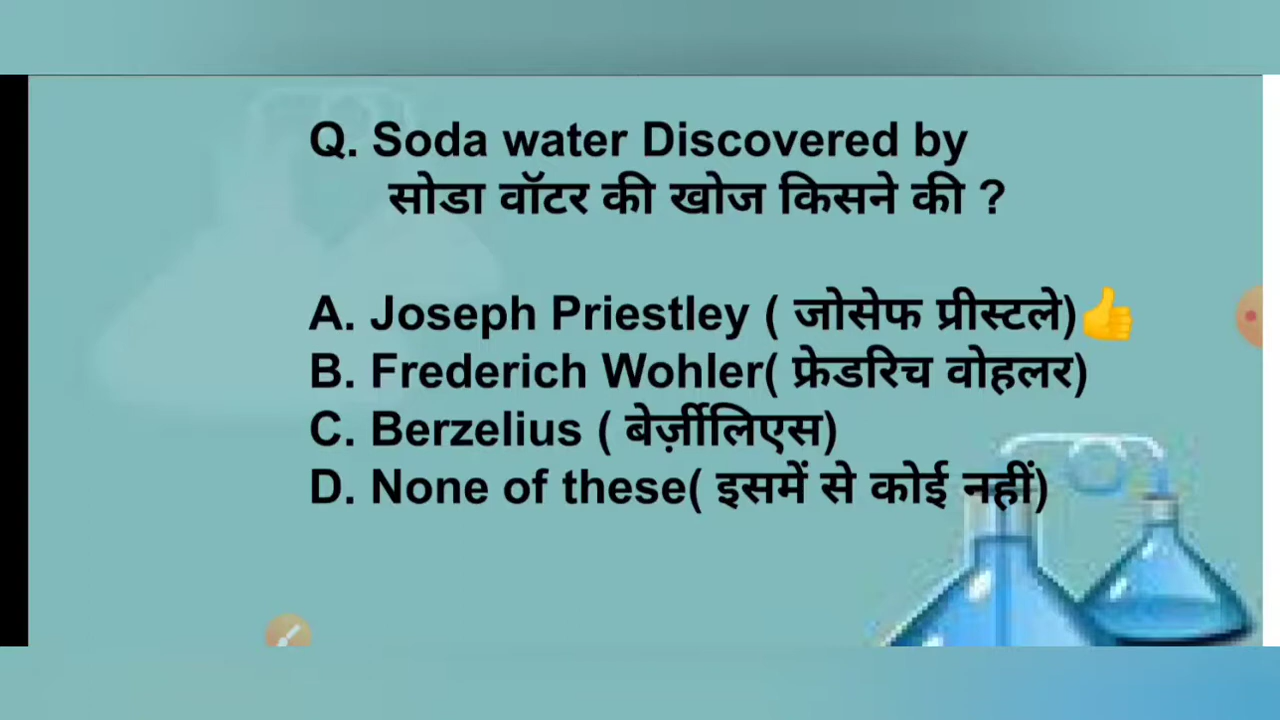 Q. Soda water Discovered by
सोडा वॉटर की खोज किसने की ?
A. Joseph Priestley ( जोसेफ प्रीस्टले)👍
B. Frederich Wohler( फ्रेडरिच वोहलर)
C. Berzelius ( बेर्ज़ीलिएस)
D. None of these( इसमें से कोई नहीं)